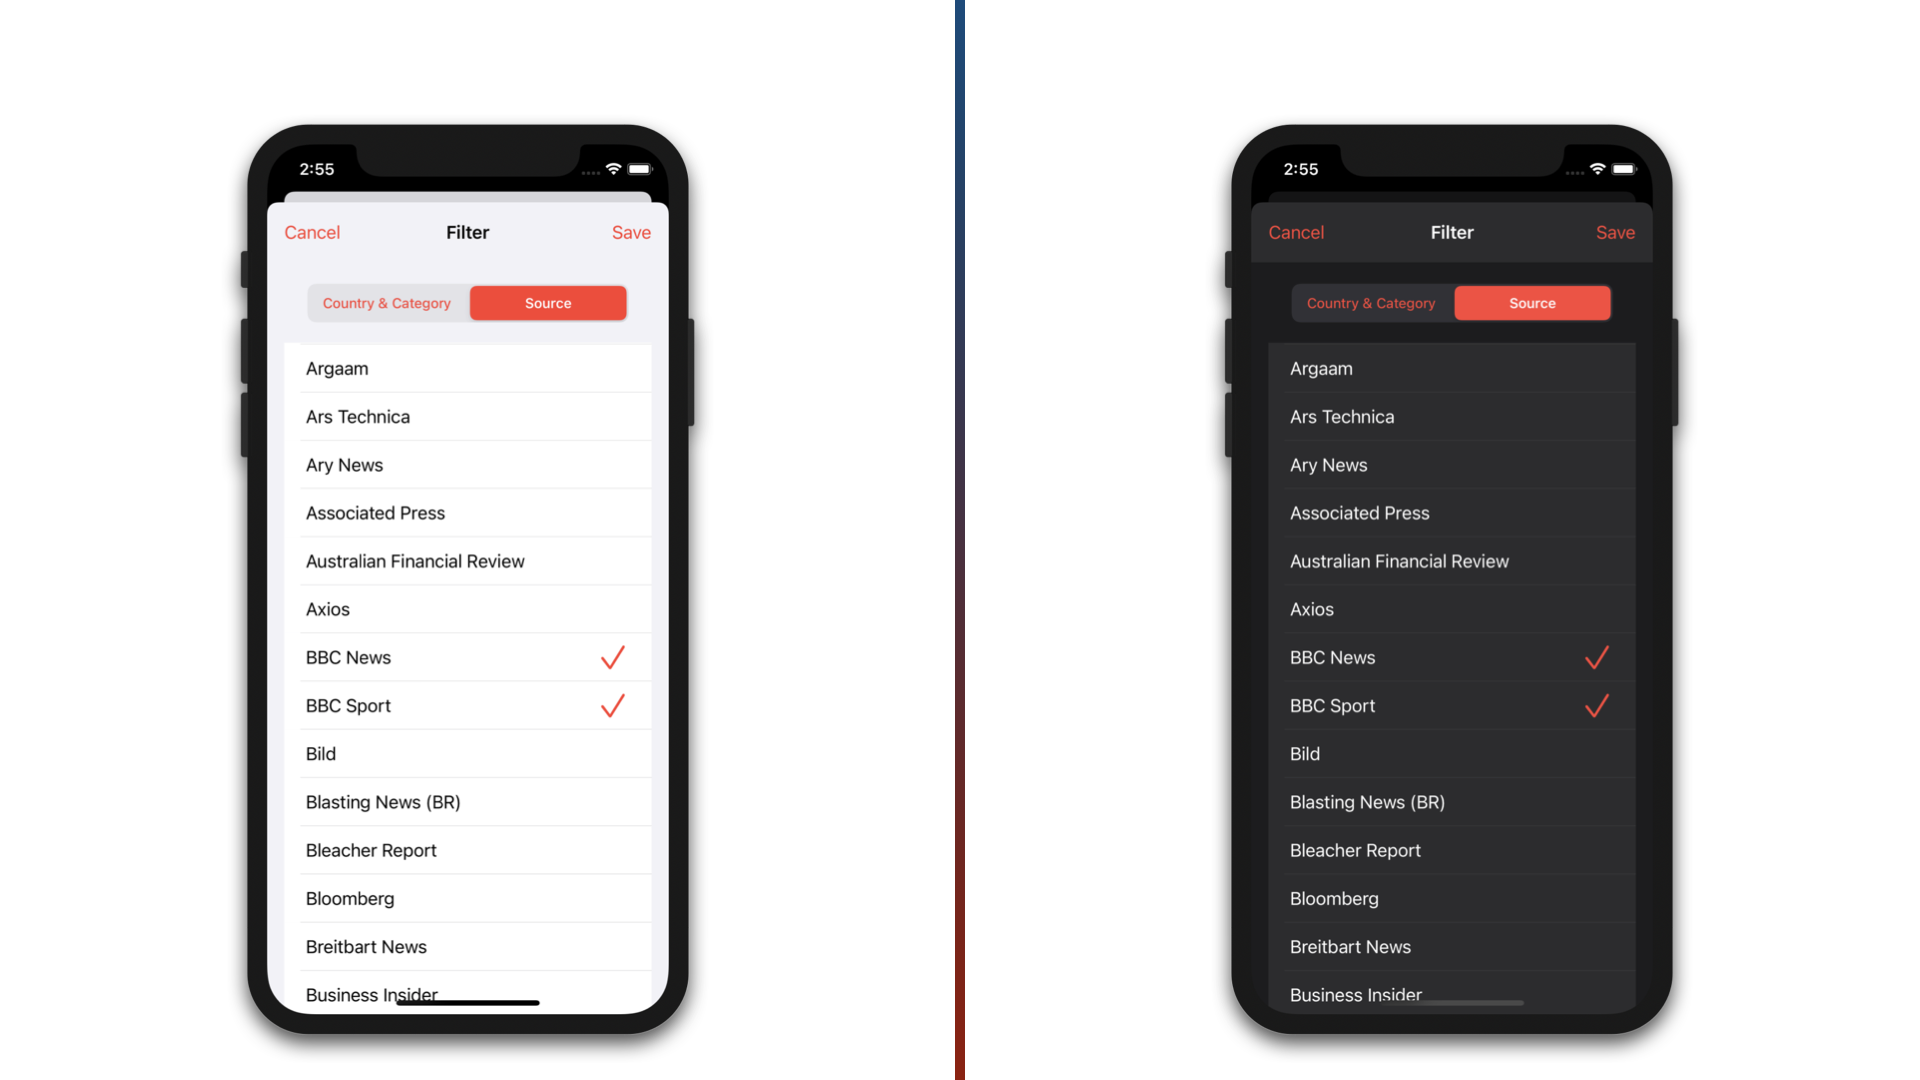 2:55
Cancel Filter Save
Country & Category Source
Argaam
Ars Technica
Ary News
Associated Press
Australian Financial Review
Axios
BBC News
BBC Sport
Bild
Blasting News (BR)
Bleacher Report
Bloomberg
Breitbart News
Business Insider
2:55
Cancel Filter Save
Country & Category Source
Argaam
Ars Technica
Ary News
Associated Press
Australian Financial Review
Axios
BBC News
BBC Sport
Bild
Blasting News (BR)
Bleacher Report
Bloomberg
Breitbart News
Business Insider